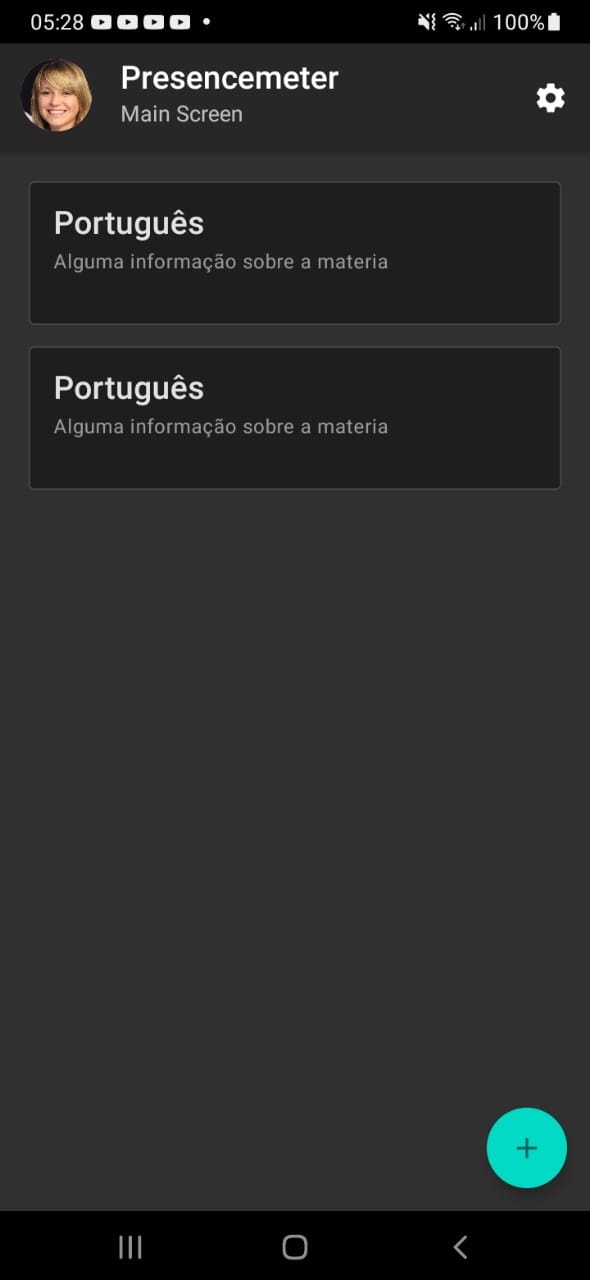 05:28
100%
Presencemeter
Main Screen
Português
Alguma informação sobre a materia
Português
Alguma informação sobre a materia